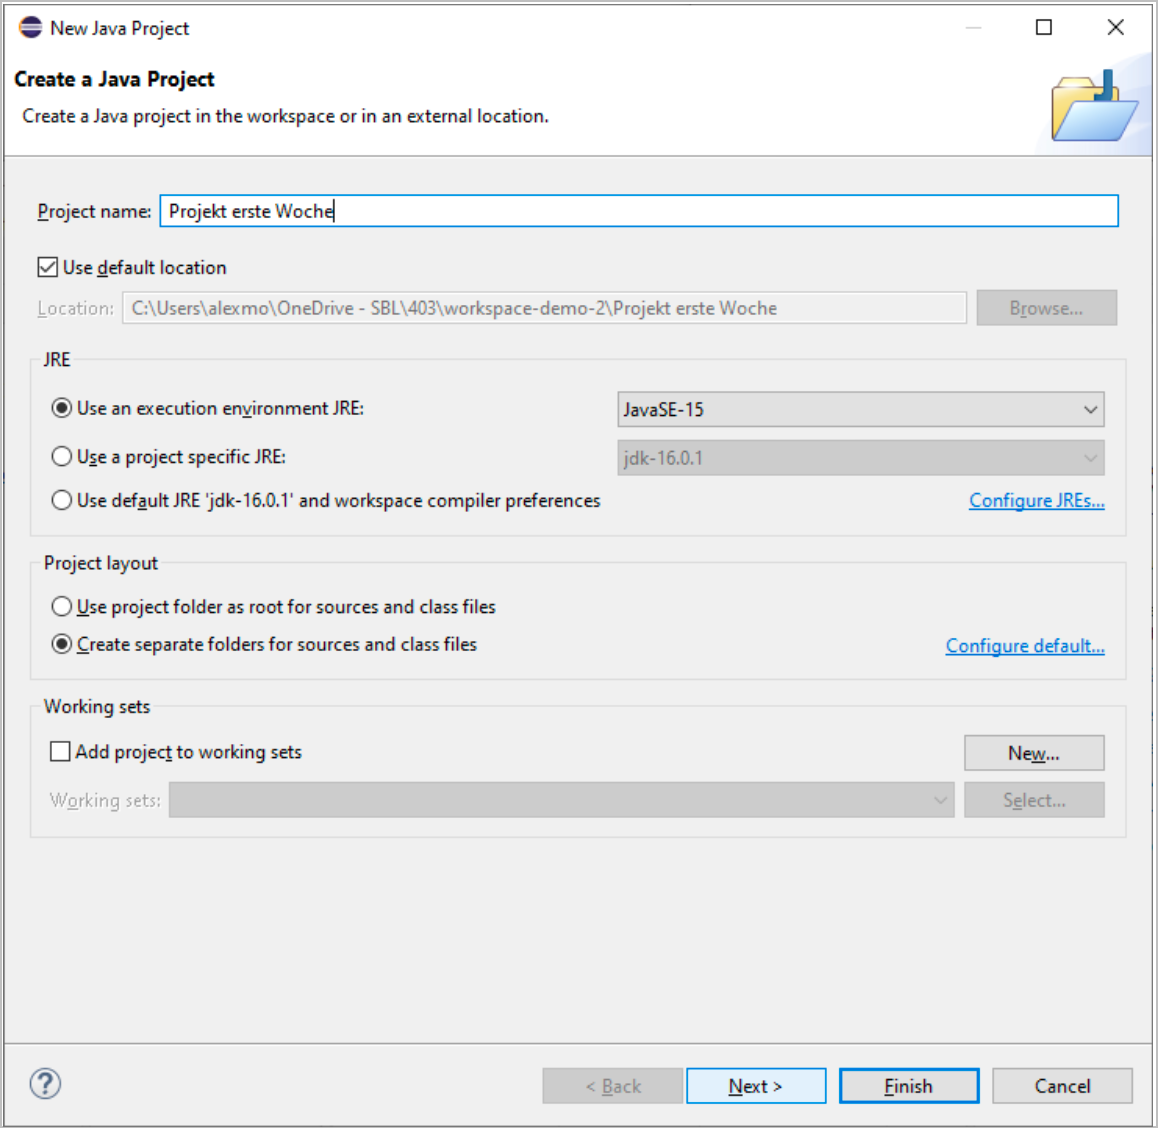 New Java Project
Create a Java Project
Create a Java project in the workspace or in an external location.
Project name: Projekt erste Woche
Use default location
Location: C:\Users\alexmo\OneDrive - SBL\403\workspace-demo-2\Projekt erste Woche Browse...
JRE
Use an execution environment JRE: JavaSE-15
Use a project specific JRE: jdk-16.0.1
Use default JRE 'jdk-16.0.1' and workspace compiler preferences Configure JREs...
Project layout
Use project folder as root for sources and class files
Create separate folders for sources and class files Configure default...
Working sets
Add project to working sets New...
Working sets: Select...
? < Back Next > Finish Cancel